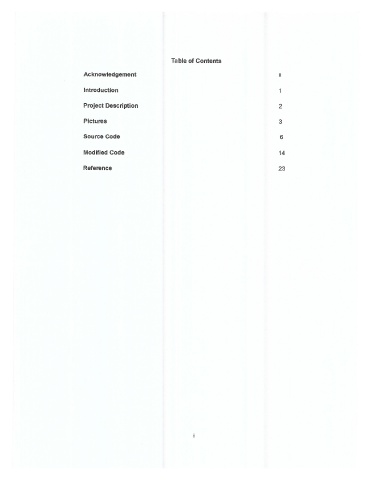 Table of Contents
Acknowledgement ii
Introduction 1
Project Description 2
Pictures 3
Source Code 6
Modified Code 14
Reference 23
i